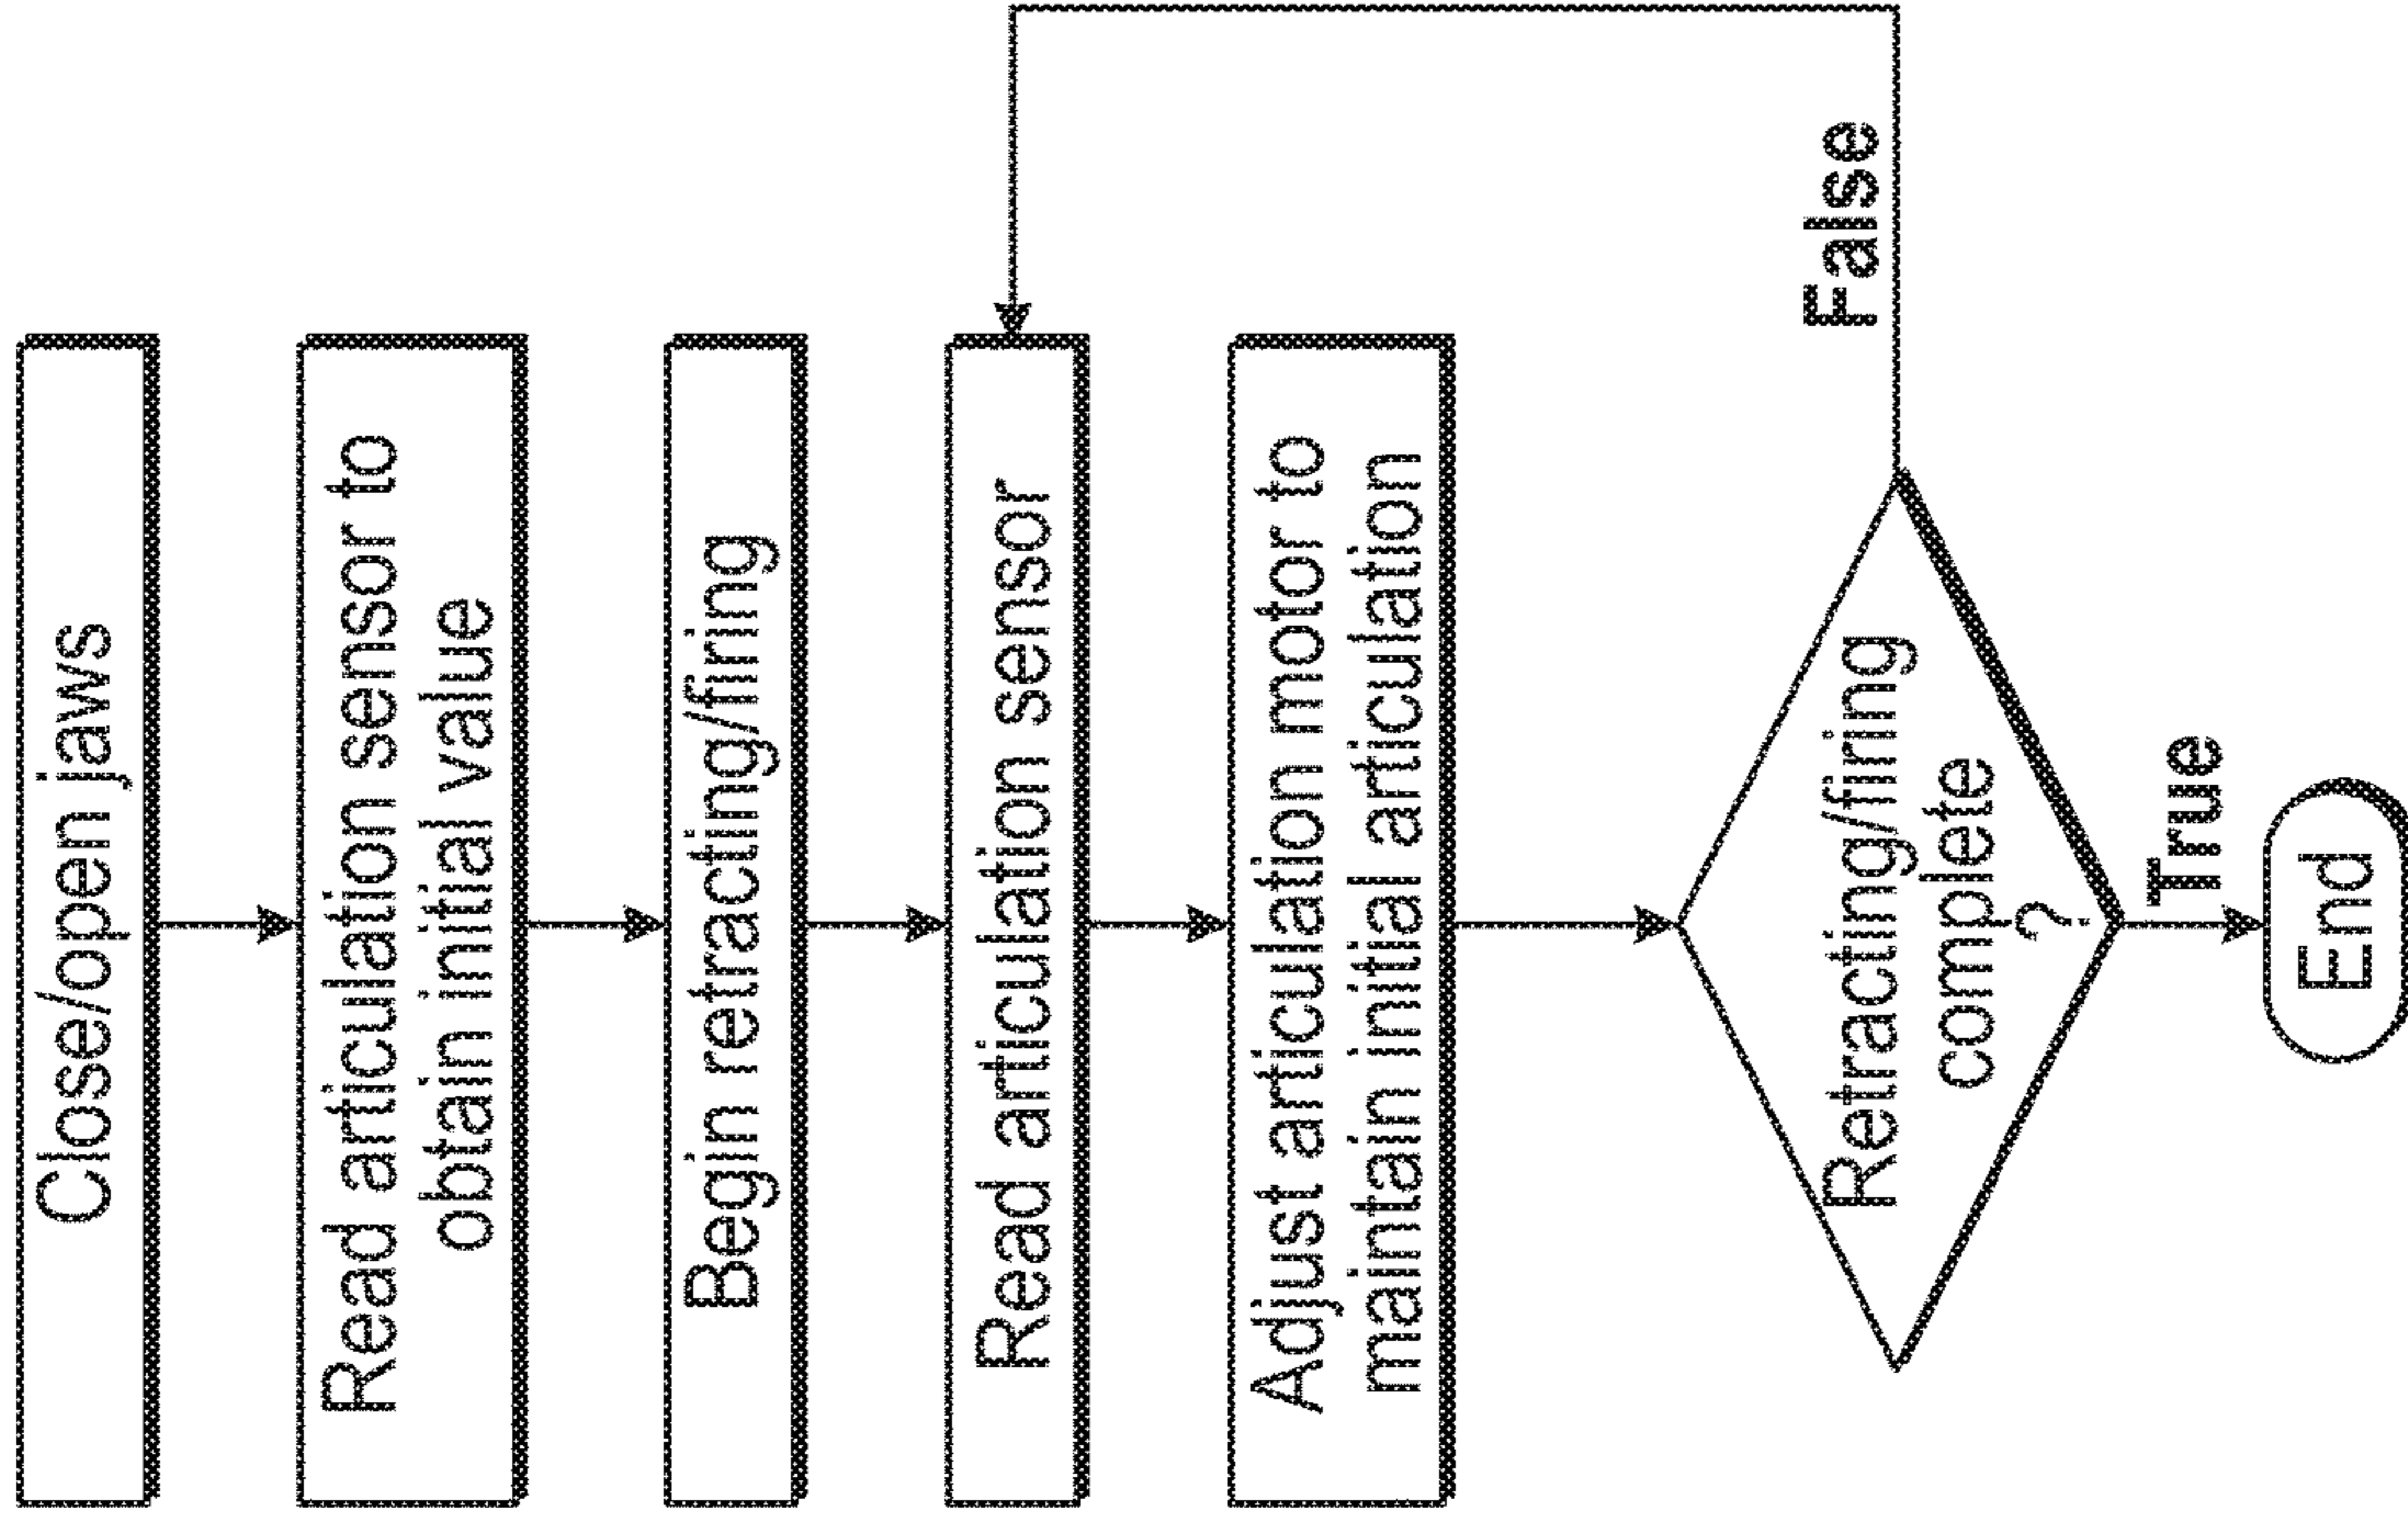 Close/open jaws
Read articulation sensor to
obtain initial value
Begin retracting/firing
Read articulation sensor
Adjust articulation motor to
maintain initial articulation
Retracting/firing
complete
?
False
True
End